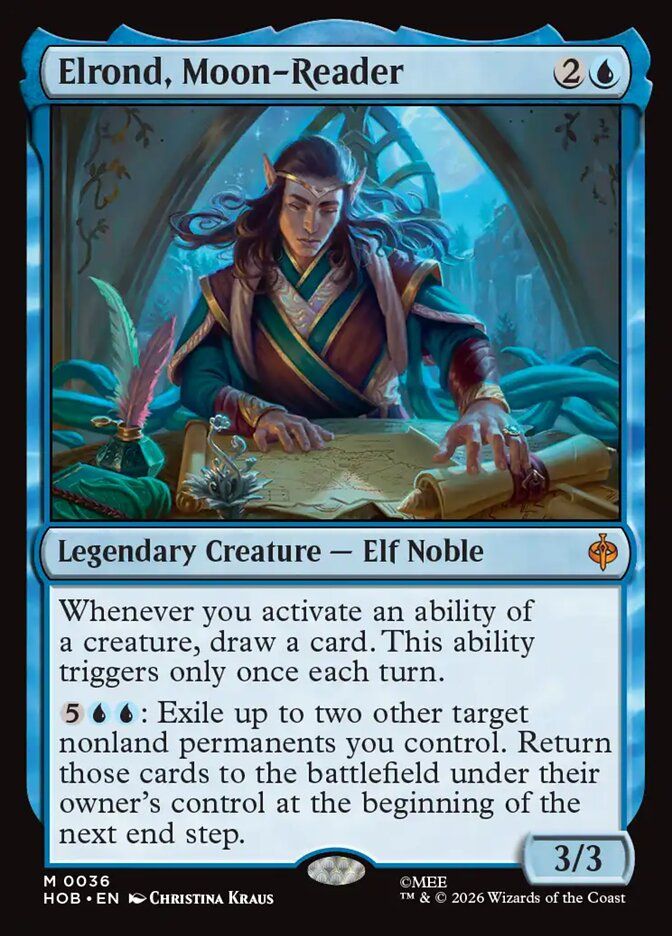 Elrond, Moon-Reader 2
Legendary Creature — Elf Noble
Whenever you activate an ability of
a creature, draw a card. This ability
triggers only once each turn.
5: Exile up to two other target
nonland permanents you control. Return
those cards to the battlefield under their
owner's control at the beginning of the
next end step.
3/3
M 0036
HOB • EN Christina Kraus
©MEE
™ & © 2026 Wizards of the Coast